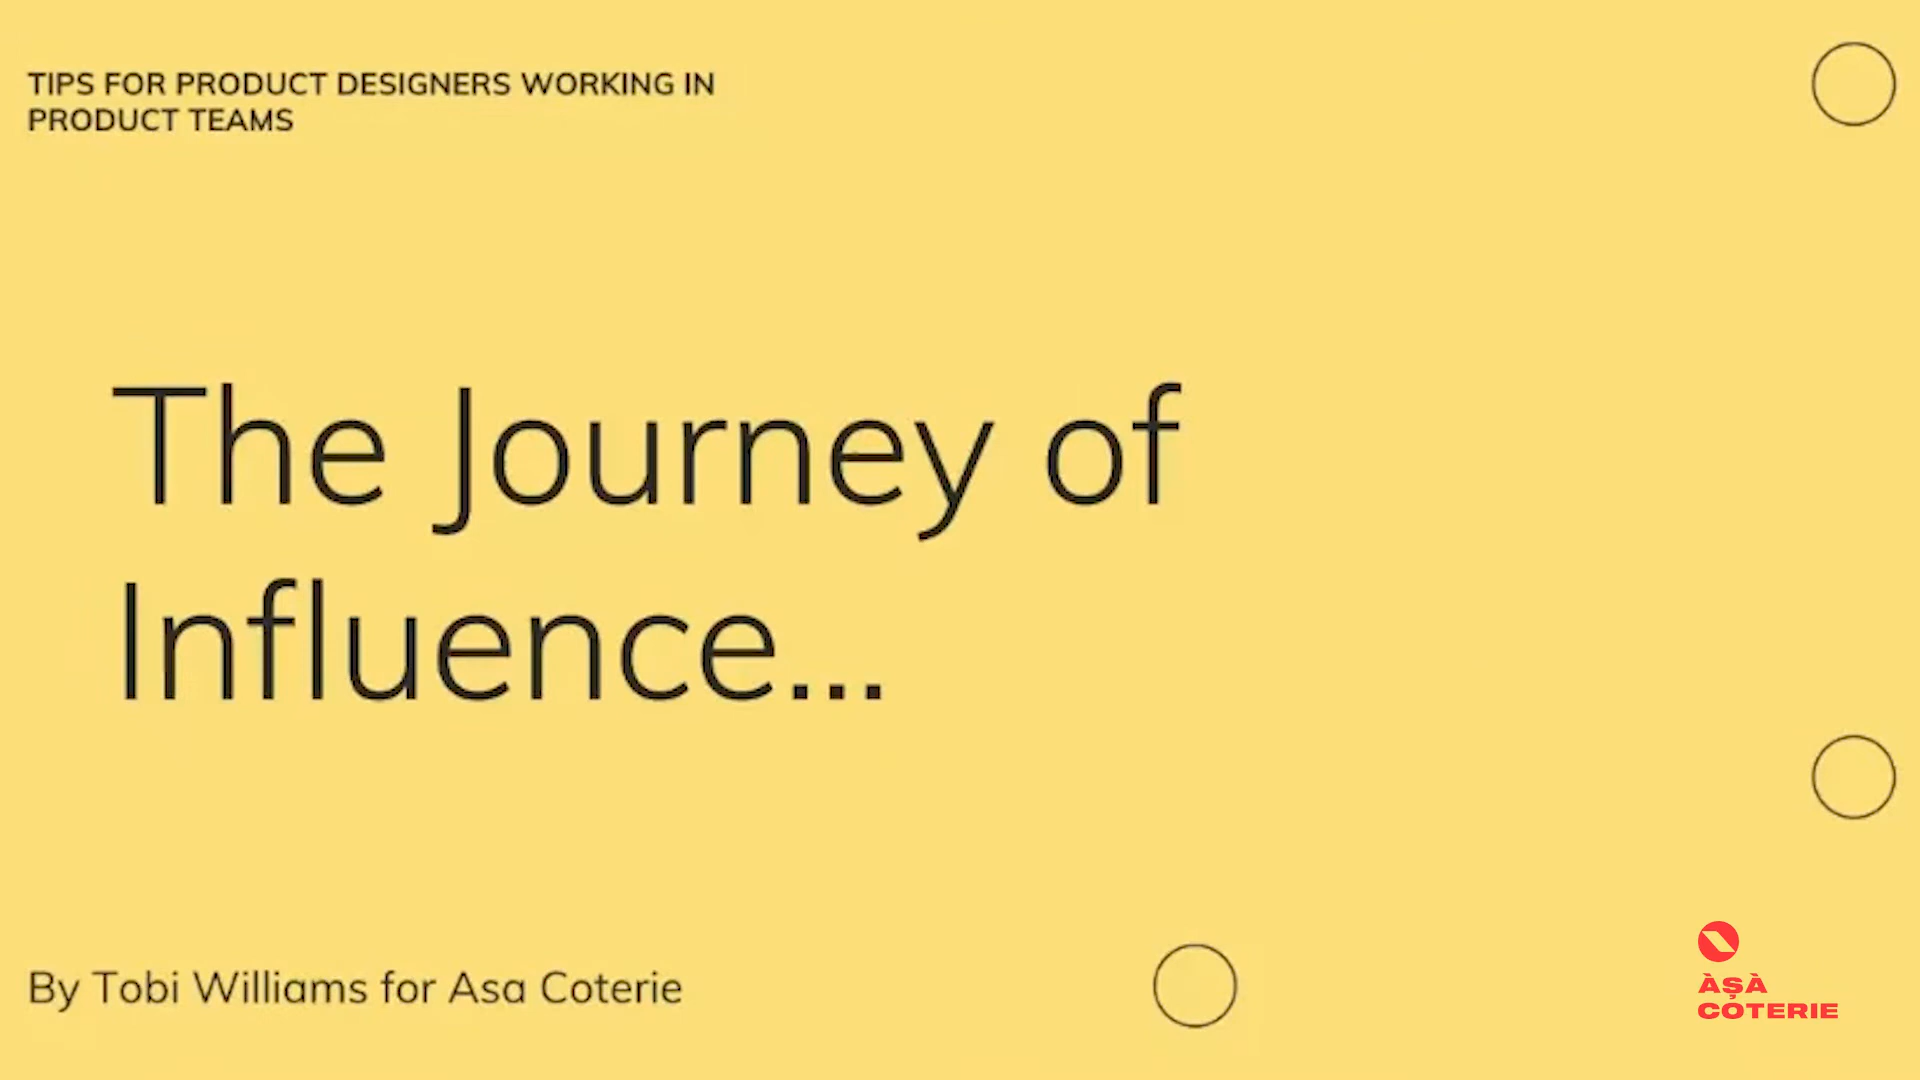 TIPS FOR PRODUCT DESIGNERS WORKING IN
PRODUCT TEAMS
The Journey of
Influence...
By Tobi Williams for Asa Coterie
ÀṢÀ
COTERIE